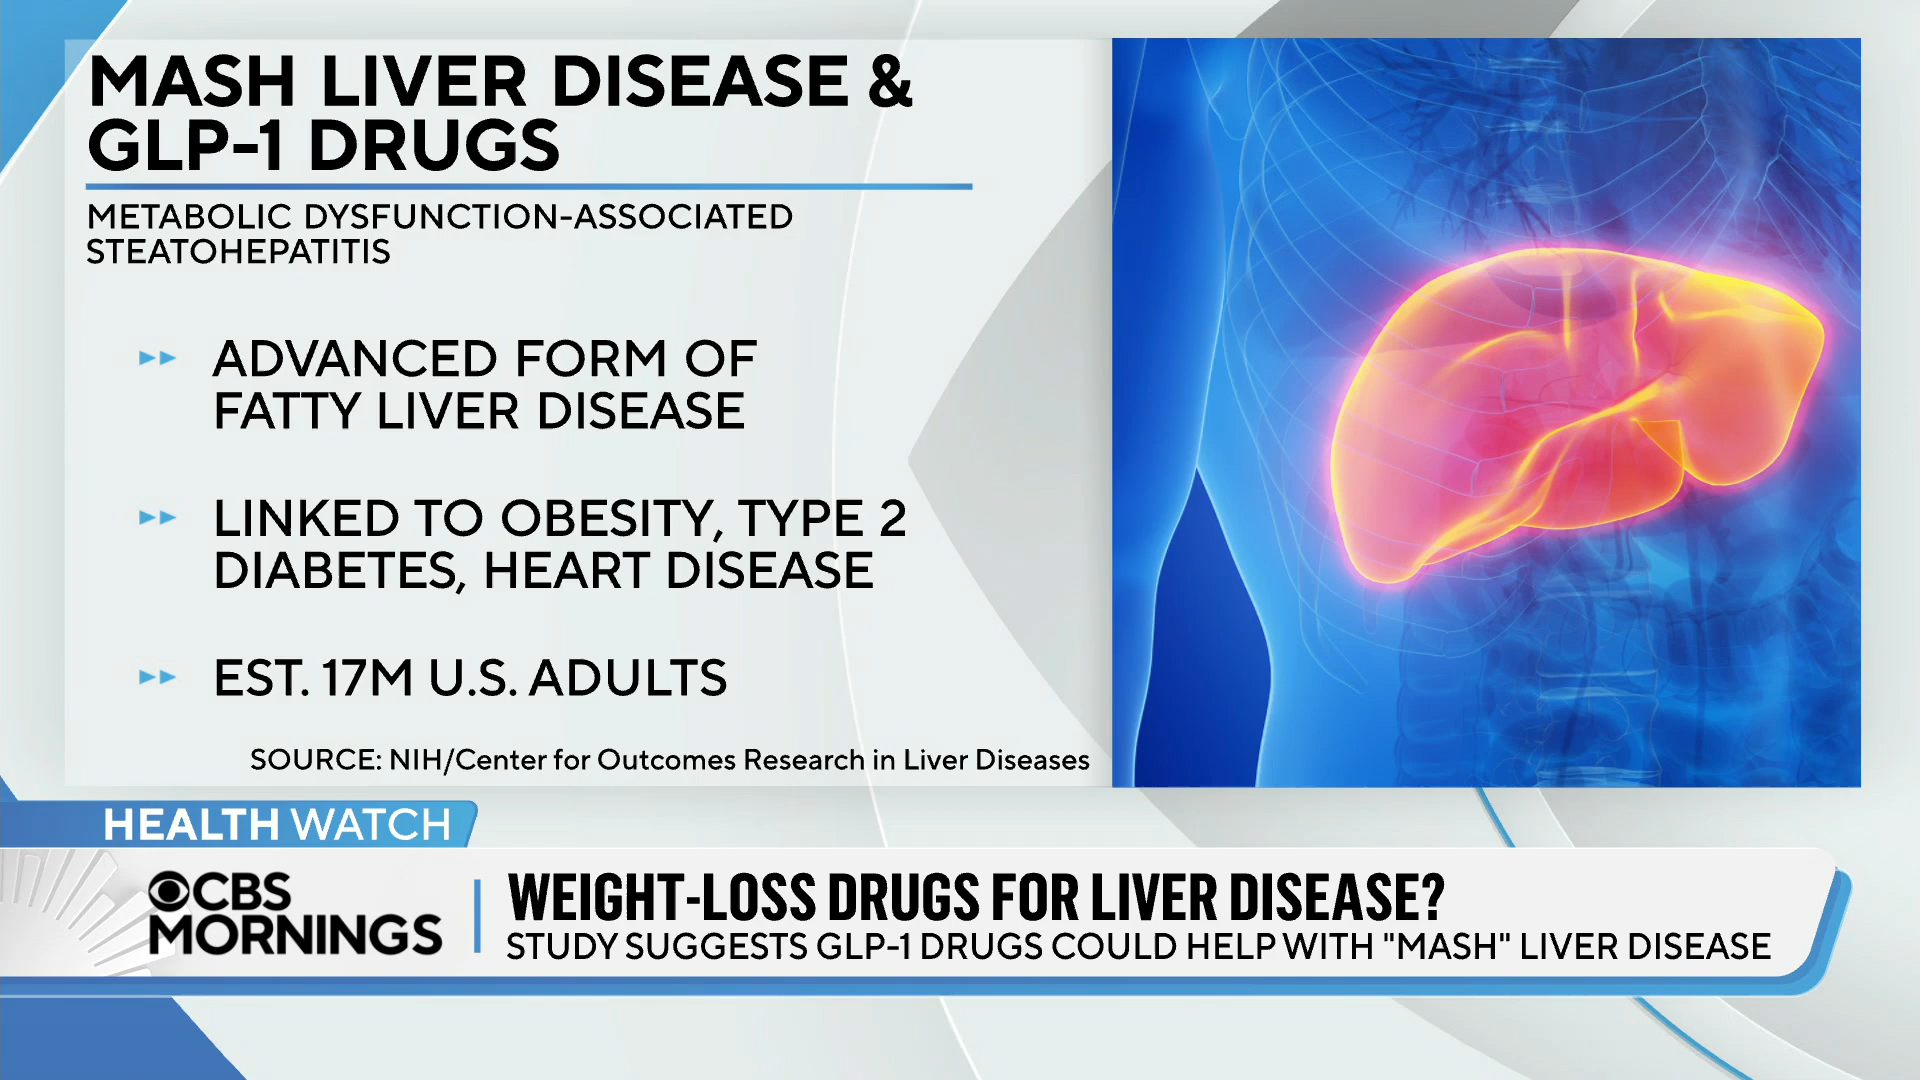 MASH LIVER DISEASE &
GLP-1 DRUGS
METABOLIC DYSFUNCTION-ASSOCIATED
STEATOHEPATITIS
ADVANCED FORM OF
FATTY LIVER DISEASE
LINKED TO OBESITY, TYPE 2
DIABETES, HEART DISEASE
EST. 17M U.S. ADULTS
SOURCE: NIH/Center for Outcomes Research in Liver Diseases
HEALTH WATCH
CBS
MORNINGS
WEIGHT-LOSS DRUGS FOR LIVER DISEASE?
STUDY SUGGESTS GLP-1 DRUGS COULD HELP WITH "MASH" LIVER DISEASE